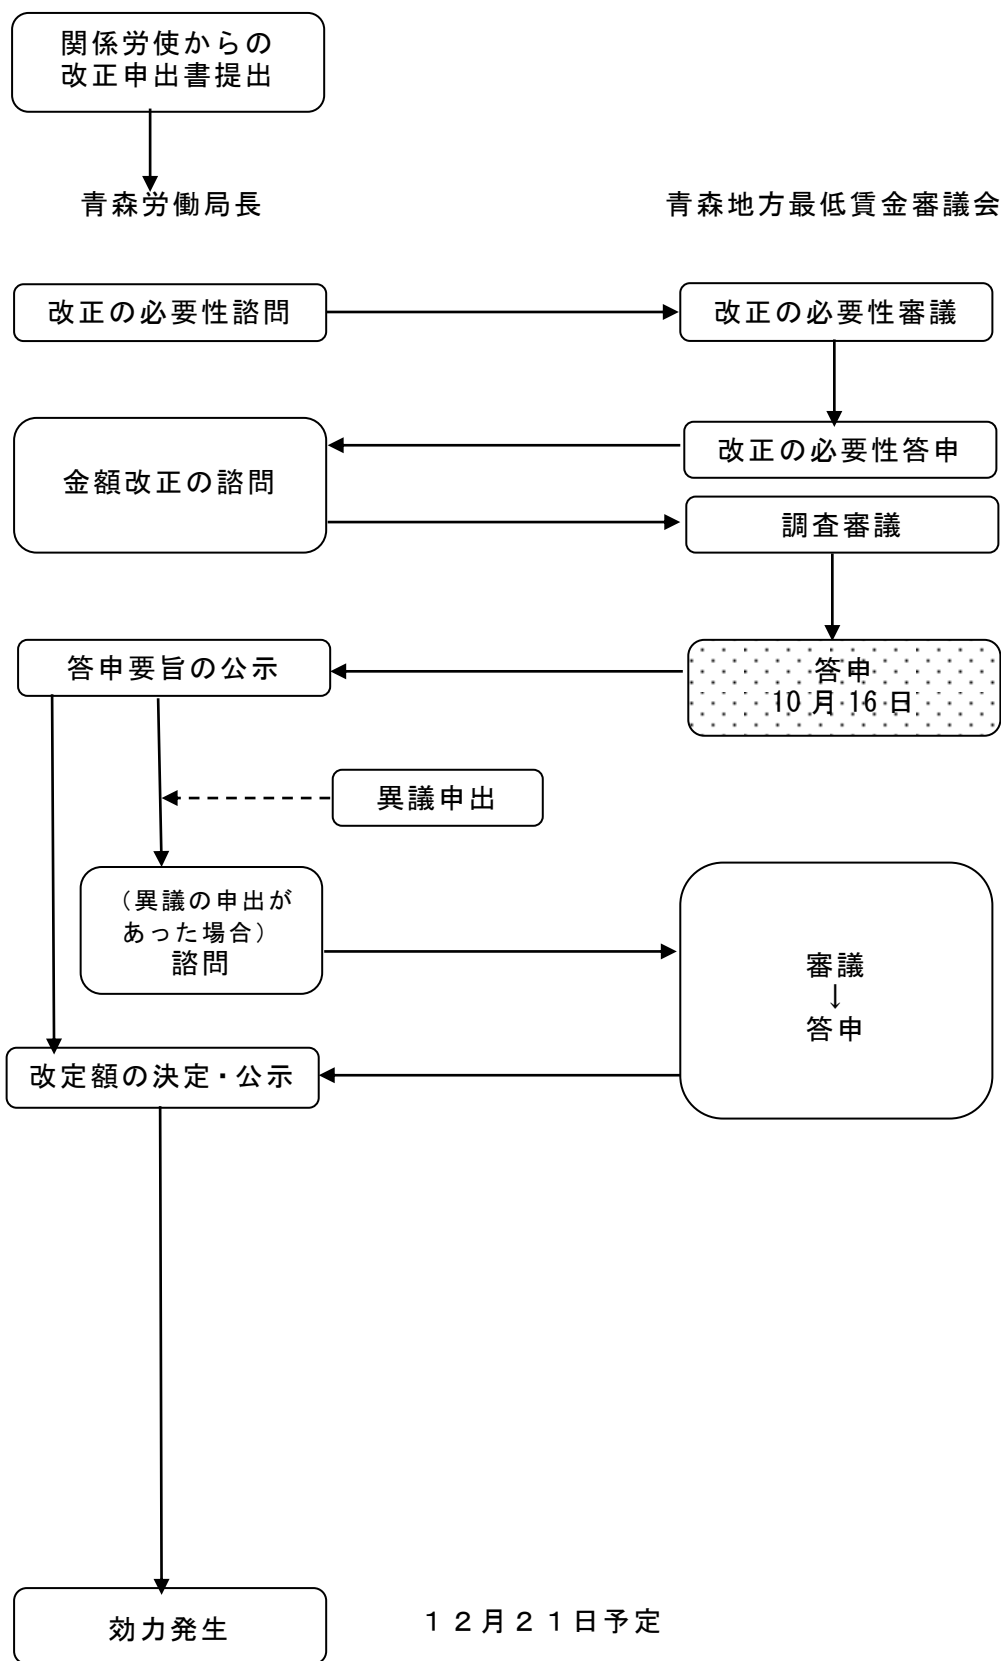 関係労使からの
改正申出書提出
青森労働局長
青森地方最低賃金審議会
改正の必要性諮問
改正の必要性審議
改正の必要性答申
金額改正の諮問
調査審議
答申要旨の公示
答申
10月16日
異議申出
（異議の申出が
あった場合）
諮問
審議
↓
答申
改定額の決定・公示
効力発生
１２月２１日予定